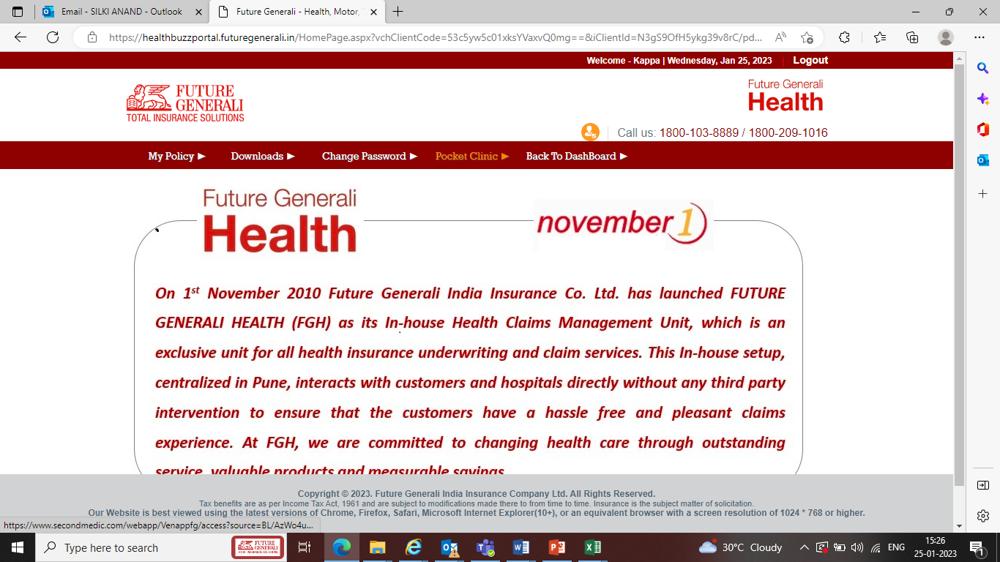 Email - SILKI ANAND - Outlook
Future Generali - Health, Motor,
https://healthbuzzportal.futuregenerali.in/HomePage.aspx?vchClientCode=53c5yw5c01xksYVaxvQ0mg==&iClientId=N3gS9OfH5ykg39v8rC/pd...
Welcome - Kappa | Wednesday, Jan 25, 2023 | Logout
FUTURE
GENERALI
TOTAL INSURANCE SOLUTIONS
Future Generali
Health
Call us: 1800-103-8889 / 1800-209-1016
My Policy Downloads Change Password Pocket Clinic Back To DashBoard
Future Generali
Health
november 1
On 1st November 2010 Future Generali India Insurance Co. Ltd. has launched FUTURE
GENERALI HEALTH (FGH) as its In-house Health Claims Management Unit, which is an
exclusive unit for all health insurance underwriting and claim services. This In-house setup,
centralized in Pune, interacts with customers and hospitals directly without any third party
intervention to ensure that the customers have a hassle free and pleasant claims
experience. At FGH, we are committed to changing health care through outstanding
service, valuable products and measurable savings
Copyright © 2023. Future Generali India Insurance Company Ltd. All Rights Reserved.
Tax benefits are as per Income Tax Act, 1961 and are subject to modifications made there to from time to time. Insurance is the subject matter of solicitation.
Our Website is best viewed using the latest versions of Chrome, Firefox, Safari, Microsoft Internet Explorer(10+), or an equivalent browser with a screen resolution of 1024 * 768 or higher.
https://www.secondmedic.com/webapp/Venappfg/access?source=BL/AzWo4u...
Type here to search
FUTURE
GENERALI
30°C Cloudy
ENG
15:26
25-01-2023
1